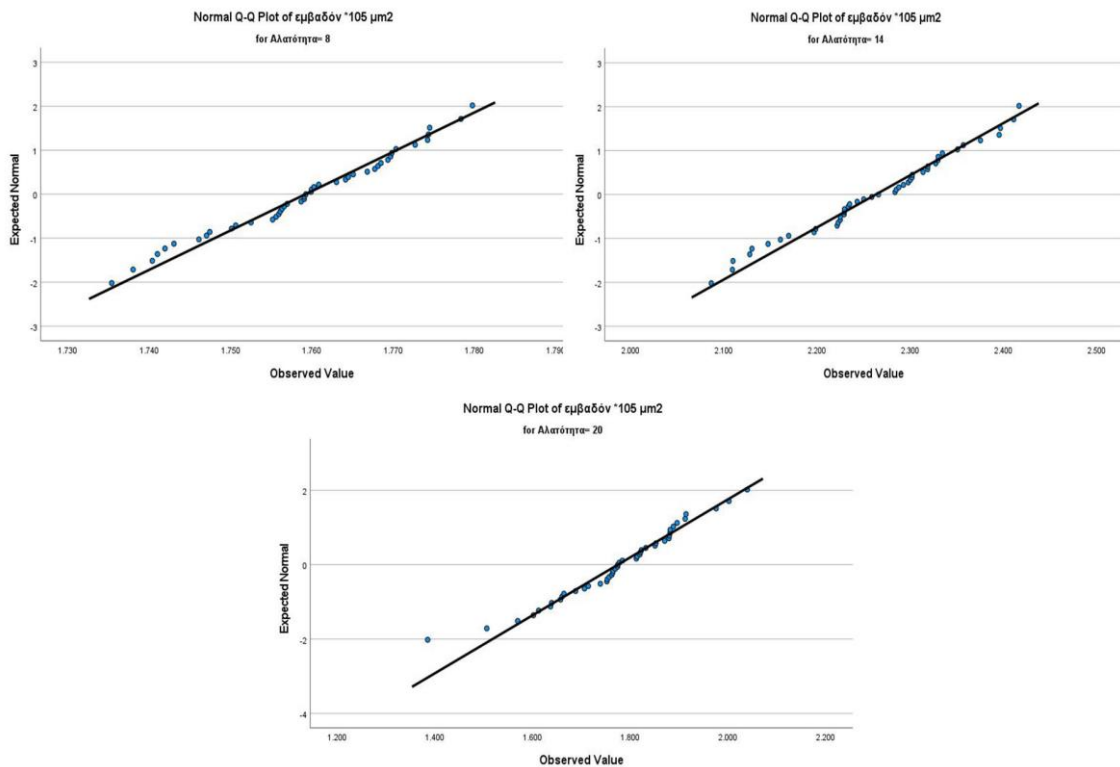 Normal Q-Q Plot of εμβαδόν *105 μm2
for Αλατότητα= 8
3
2
1
0
-1
-2
-3
Expected Normal
1.730 1.740 1.750 1.760 1.770 1.780 1.790
Observed Value
Normal Q-Q Plot of εμβαδόν *105 μm2
for Αλατότητα= 14
3
2
1
0
-1
-2
-3
Expected Normal
2.000 2.100 2.200 2.300 2.400 2.500
Observed Value
Normal Q-Q Plot of εμβαδόν *105 μm2
for Αλατότητα= 20
2
0
-2
-4
Expected Normal
1.200 1.400 1.600 1.800 2.000 2.200
Observed Value